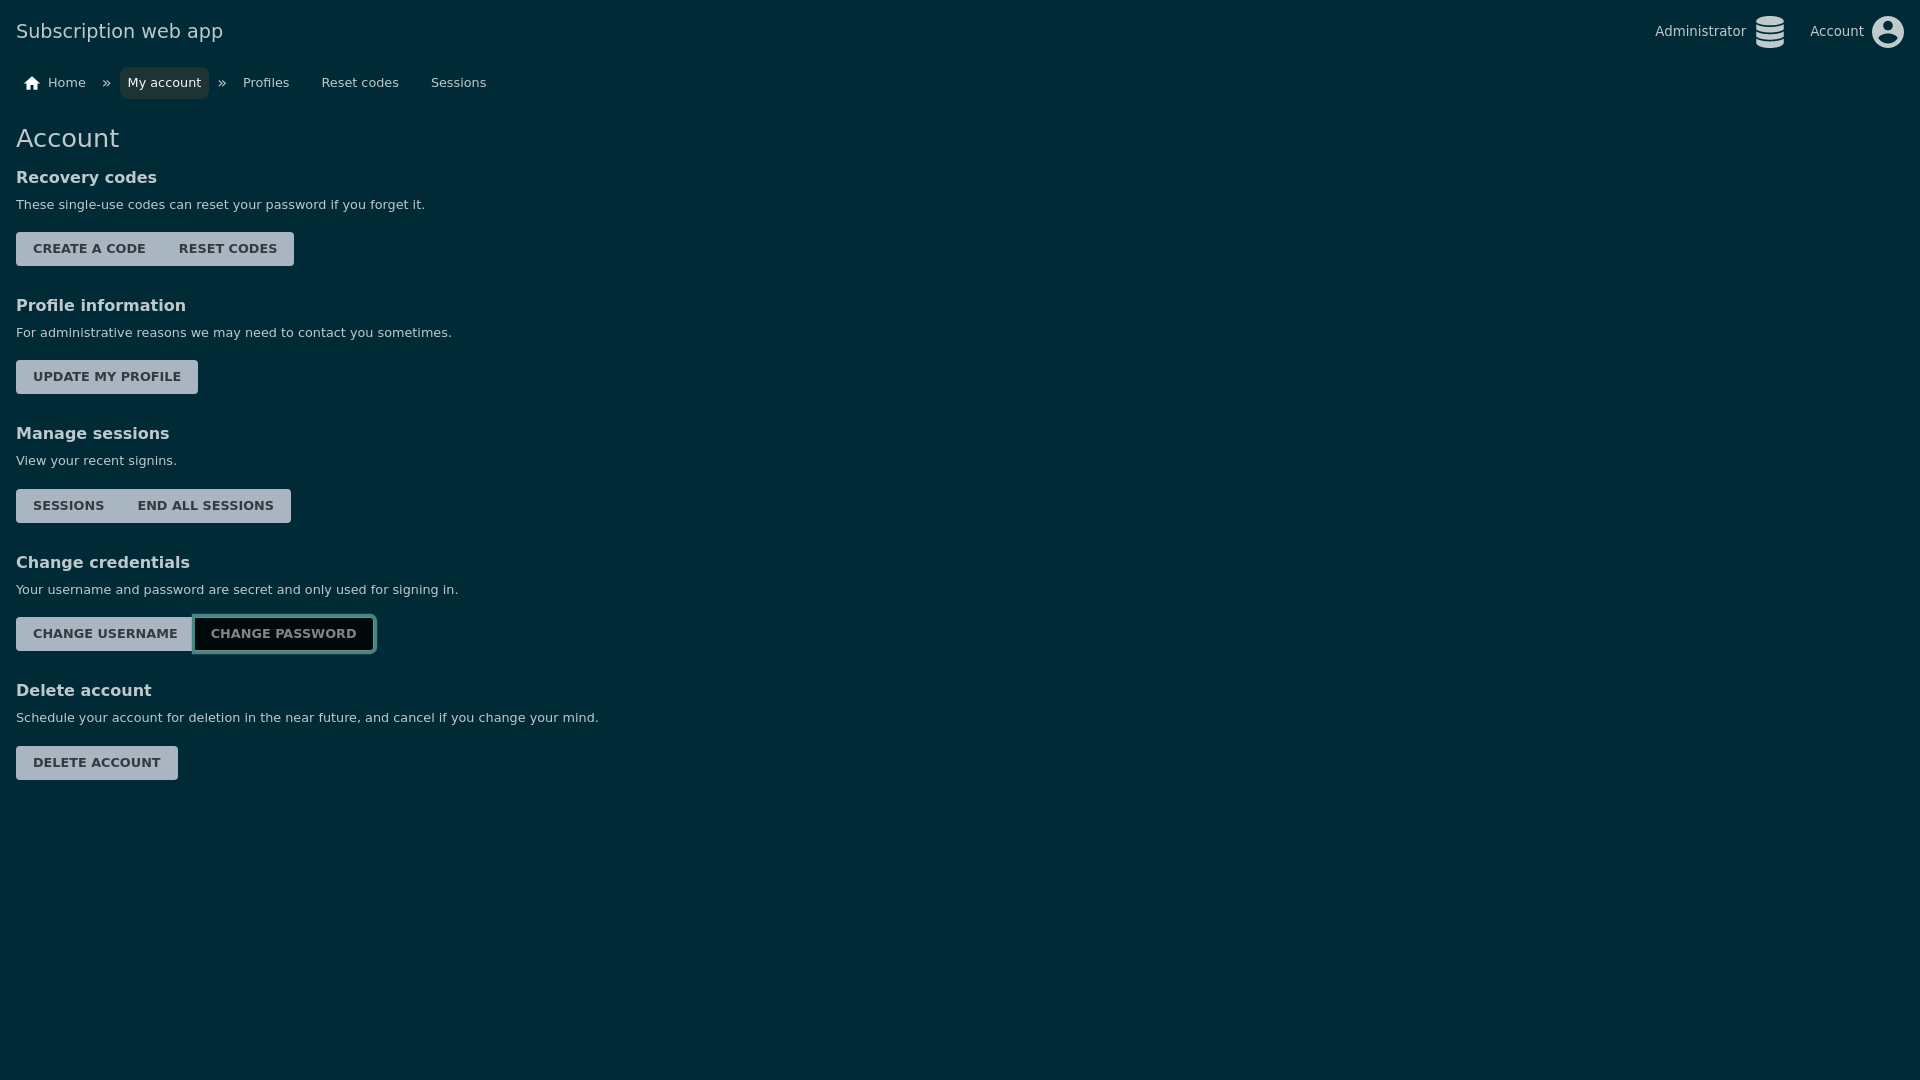 Subscription web app
Administrator
Account
Home » My account » Profiles Reset codes Sessions
Account
Recovery codes
These single-use codes can reset your password if you forget it.
CREATE A CODE RESET CODES
Profile information
For administrative reasons we may need to contact you sometimes.
UPDATE MY PROFILE
Manage sessions
View your recent signins.
SESSIONS END ALL SESSIONS
Change credentials
Your username and password are secret and only used for signing in.
CHANGE USERNAME CHANGE PASSWORD
Delete account
Schedule your account for deletion in the near future, and cancel if you change your mind.
DELETE ACCOUNT